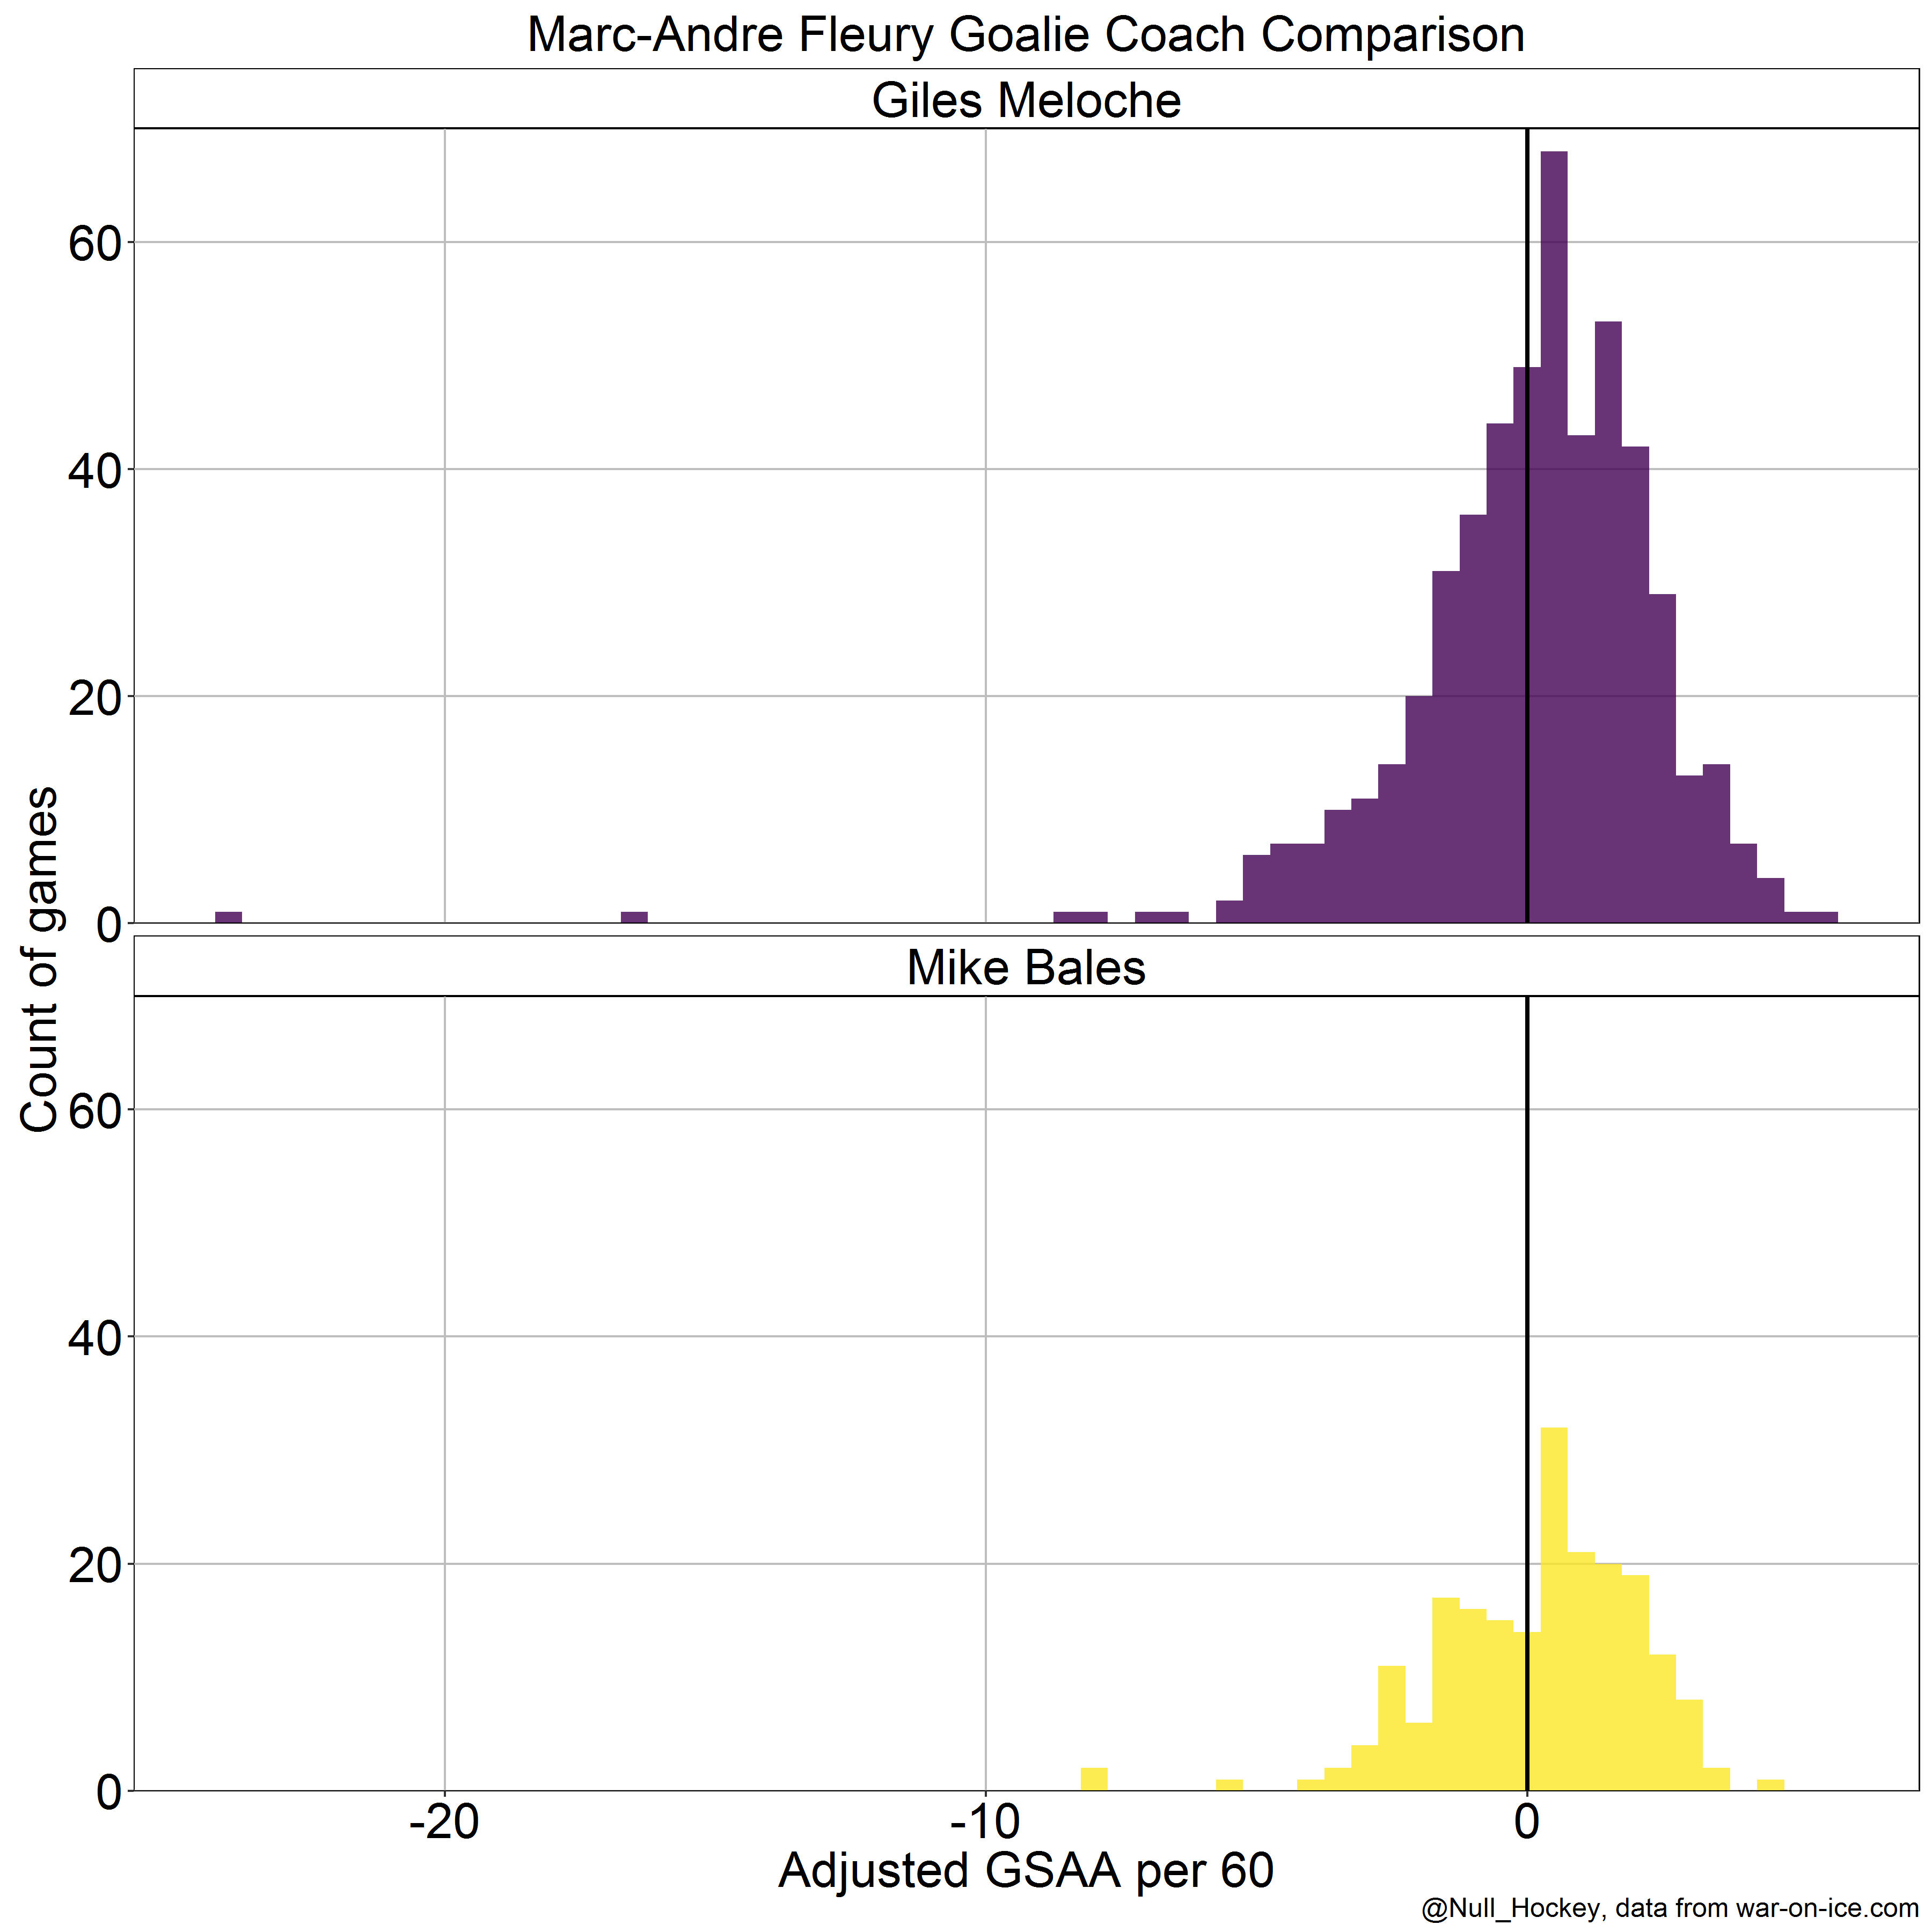 Marc-Andre Fleury Goalie Coach Comparison
Giles Meloche
60
40
20
0
Count of games
Mike Bales
60
40
20
0
-20 -10 0
Adjusted GSAA per 60
@Null_Hockey, data from war-on-ice.com